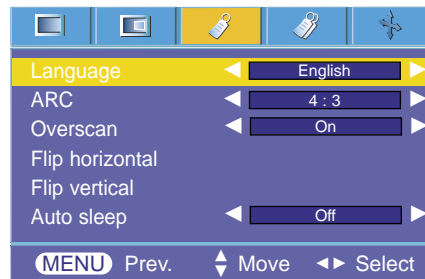 Language English
ARC 4 : 3
Overscan On
Flip horizontal
Flip vertical
Auto sleep Off
MENU Prev. Move Select